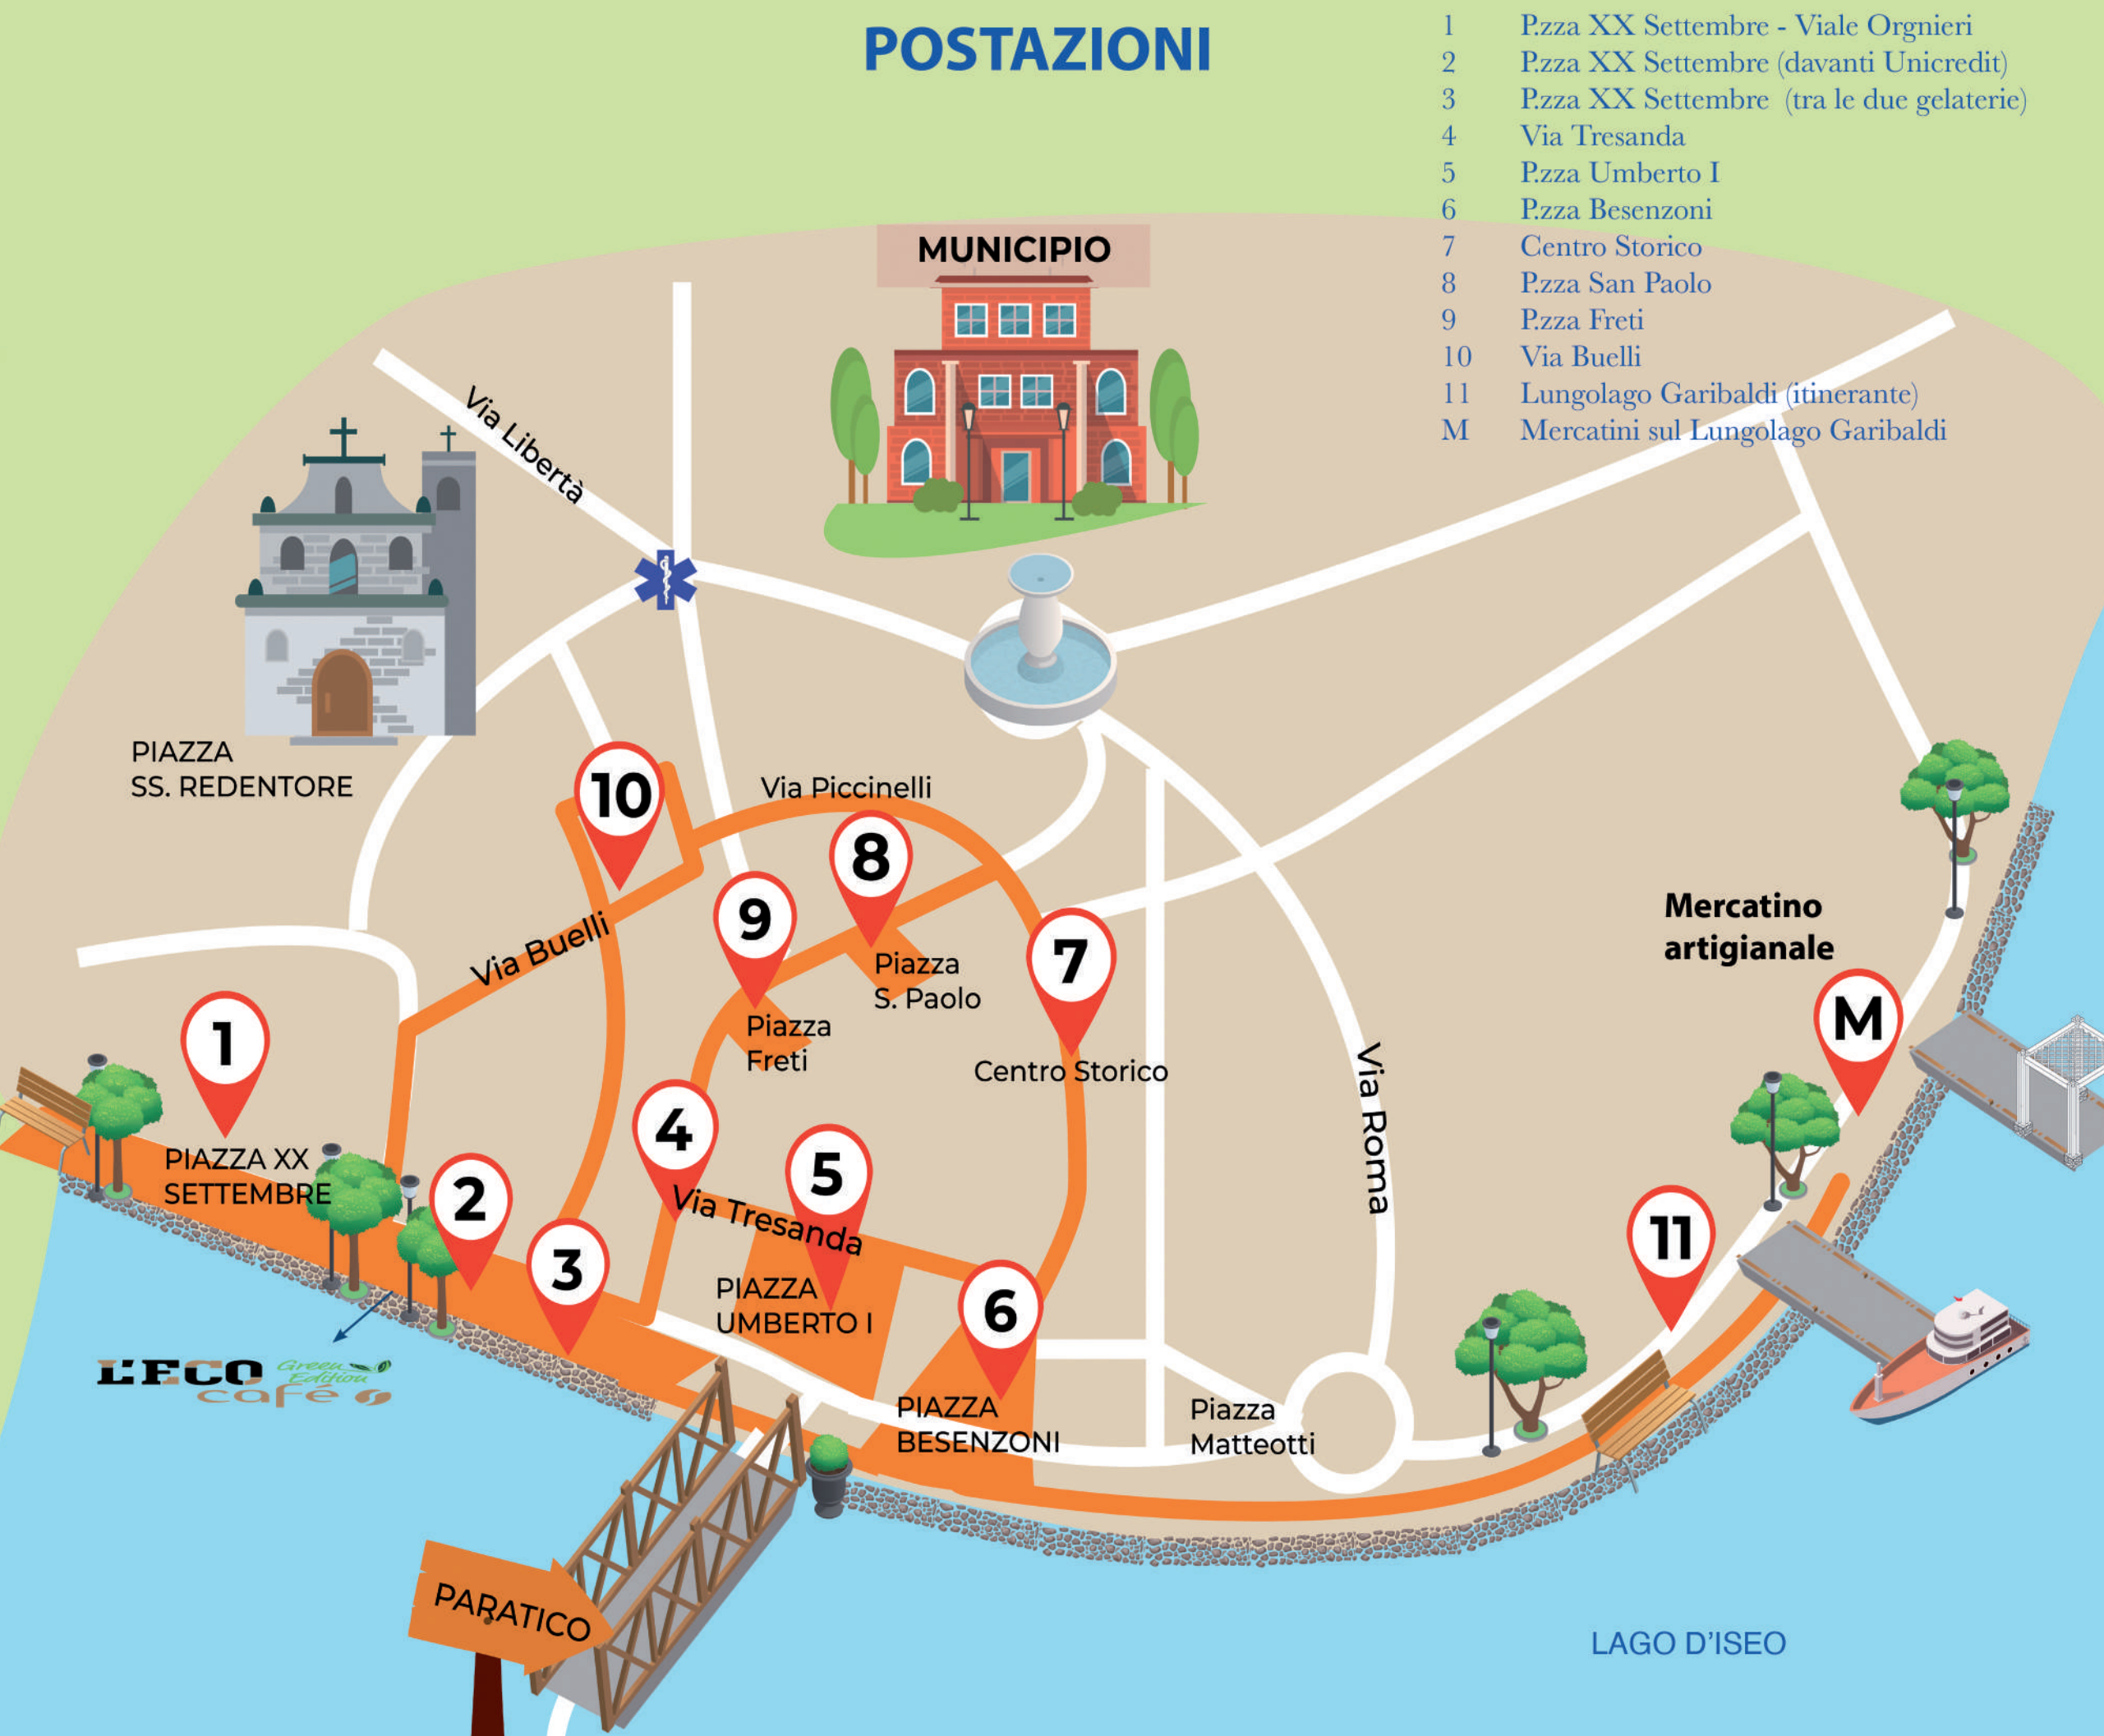 POSTAZIONI
1 P.zza XX Settembre - Viale Orgnieri
2 P.zza XX Settembre (davanti Unicredit)
3 P.zza XX Settembre (tra le due gelaterie)
4 Via Tresanda
5 P.zza Umberto I
6 P.zza Besenzoni
7 Centro Storico
8 P.zza San Paolo
9 P.zza Freti
10 Via Buelli
11 Lungolago Garibaldi (itinerante)
M Mercatini sul Lungolago Garibaldi
MUNICIPIO
Via Libertà
PIAZZA
SS. REDENTORE
10
Via Piccinelli
8
9
7
Via Buelli
Piazza
S. Paolo
Piazza
Freti
Centro Storico
Mercatino
artigianale
M
1
PIAZZA XX
SETTEMBRE
2
3
4
Via Tresanda
5
PIAZZA
UMBERTO I
6
PIAZZA
BESENZONI
Via Roma
Piazza
Matteotti
11
L'ECO
café
Green
Edition
PARATICO
LAGO D'ISEO